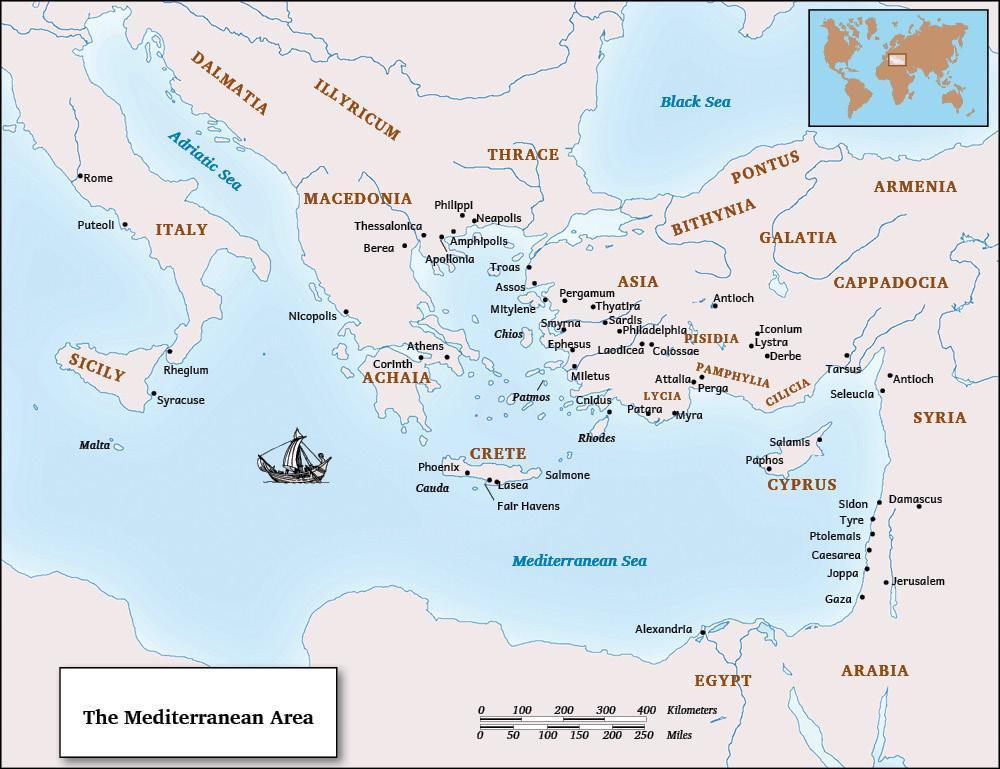 DALMATIA
ILLYRICUM
Black Sea
Adriatic Sea
THRACE
PONTUS
Rome
MACEDONIA
ARMENIA
Philippi
Neapolis
BITHYNIA
Puteoli
ITALY
Thessalonica
Amphipolis
GALATIA
Berea
Apollonia
Troas
ASIA
CAPPADOCIA
Assos
Pergamum
Antioch
Mitylene
Thyatira
Nicopolis
Smyrna
Sardis
Chios
Philadelphia
PISIDIA
Iconium
Athens
Ephesus
Laodicea
Colossae
Lystra
Derbe
SICILY
Rhegium
Corinth
ACHAIA
Miletus
Attalia
PAMPHYLIA
Perga
CILICIA
Tarsus
Antioch
Syracuse
Patmos
Cnidus
LYCIA
Seleucia
Patara
Myra
SYRIA
Malta
Rhodes
Salamis
CRETE
Paphos
Phoenix
Salmone
CYPRUS
Cauda
Lasea
Fair Havens
Sidon
Damascus
Tyre
Ptolemais
Mediterranean Sea
Caesarea
Joppa
Jerusalem
Gaza
Alexandria
EGYPT
ARABIA
The Mediterranean Area
0 100 200 300 400 Kilometers
0 50 100 150 200 250 Miles